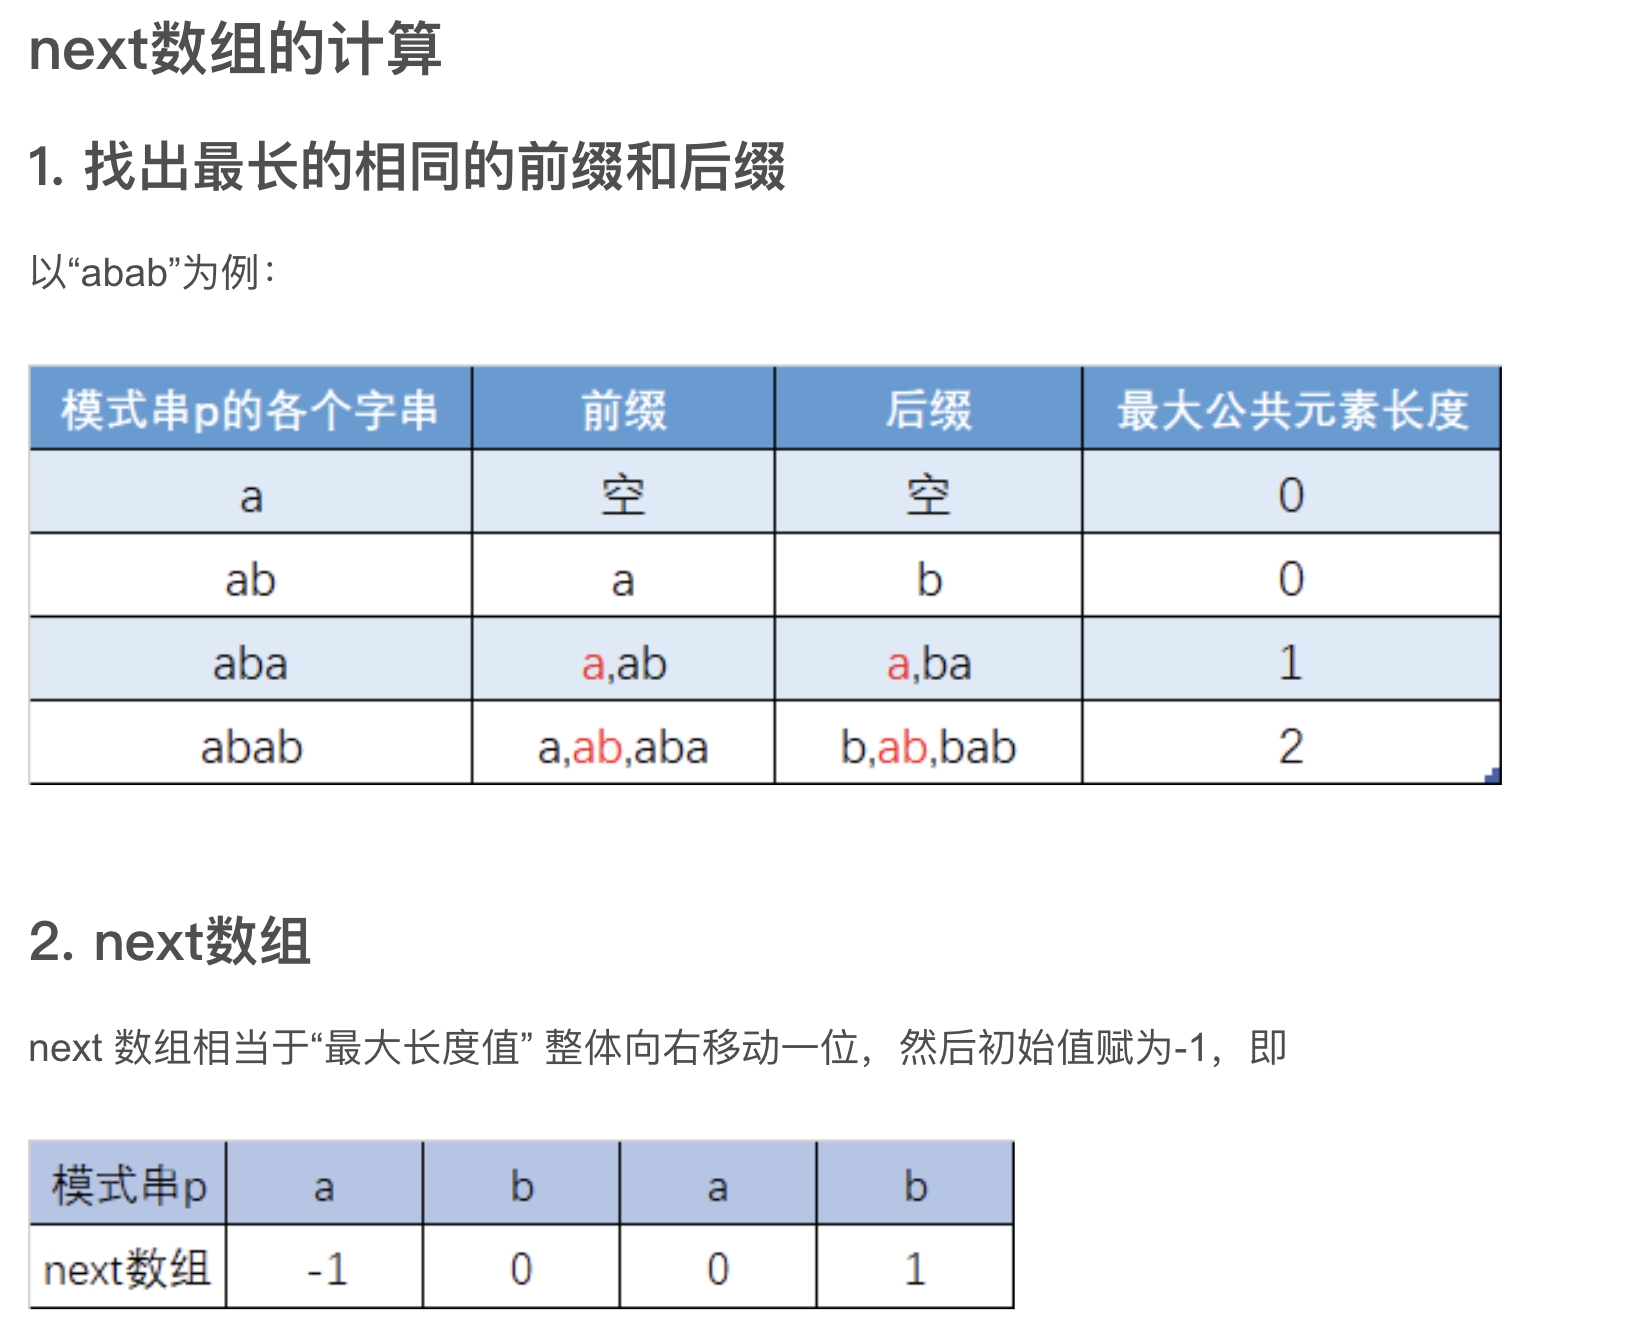 next数组的计算
1. 找出最长的相同的前缀和后缀
以“abab”为例：
模式串p的各个字串 前缀 后缀 最大公共元素长度
a 空 空 0
ab a b 0
aba a,ab a,ba 1
abab a,ab,aba b,ab,bab 2
2. next数组
next 数组相当于“最大长度值” 整体向右移动一位，然后初始值赋为-1，即
模式串p a b a b
next数组 -1 0 0 1